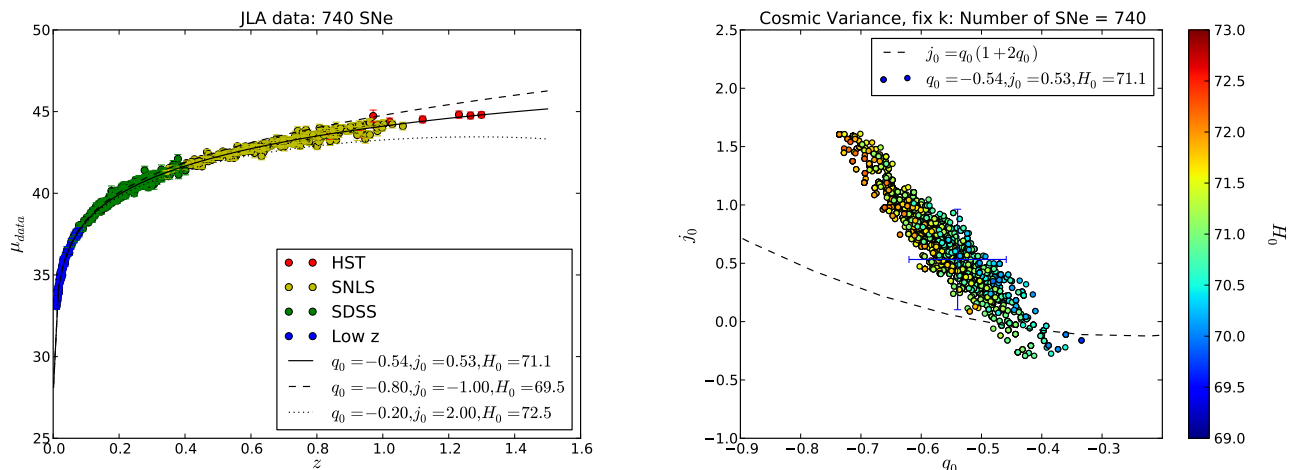 JLA data: 740 SNe
50
45
40
35
30
25
μ_data
0.0 0.2 0.4 0.6 0.8 1.0 1.2 1.4 1.6
z
HST
SNLS
SDSS
Low z
q₀=−0.54,j₀=0.53,H₀=71.1
q₀=−0.80,j₀=−1.00,H₀=69.5
q₀=−0.20,j₀=2.00,H₀=72.5
Cosmic Variance, fix k: Number of SNe = 740
2.5
2.0
1.5
1.0
0.5
0.0
−0.5
−1.0
j₀
−0.9 −0.8 −0.7 −0.6 −0.5 −0.4 −0.3
q₀
j₀=q₀(1+2q₀)
q₀=−0.54,j₀=0.53,H₀=71.1
73.0
72.5
72.0
71.5
71.0
70.5
70.0
69.5
69.0
H₀